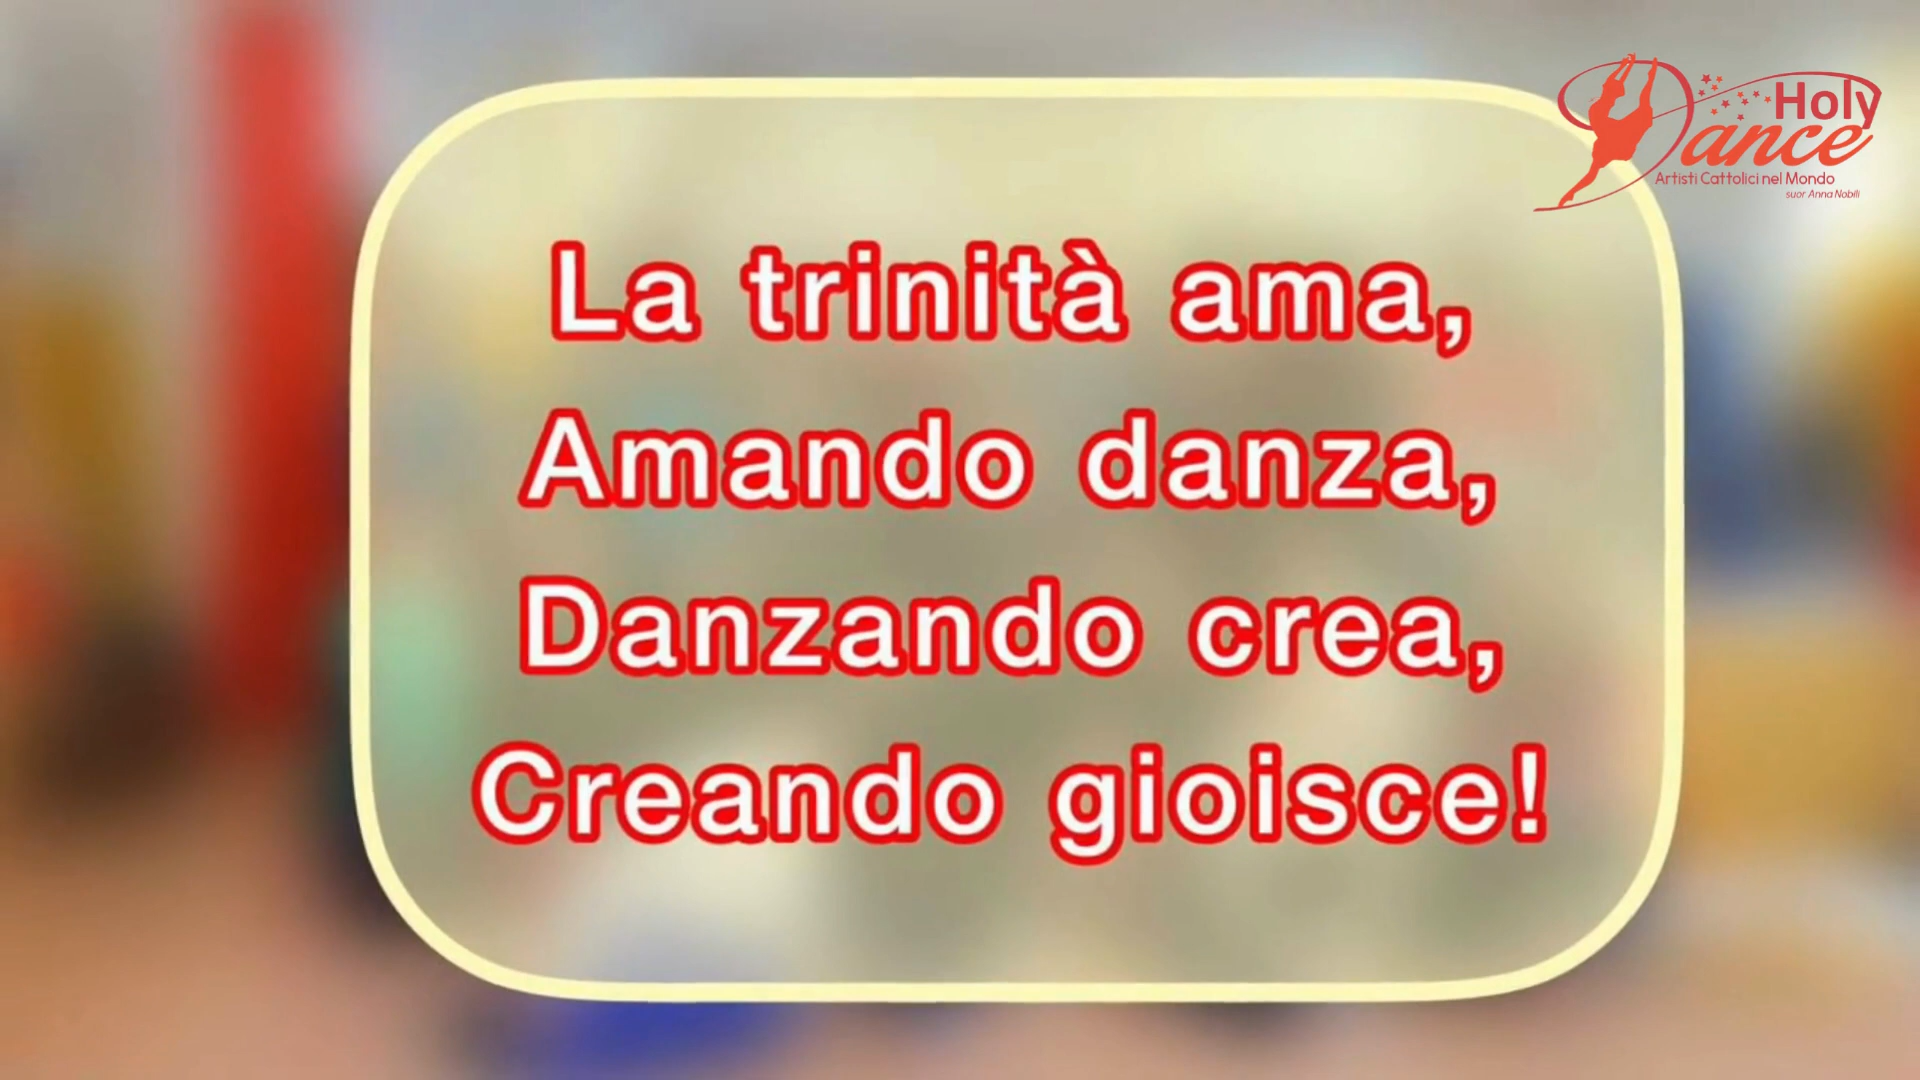 Holy
Dance
Artisti Cattolici nel Mondo
suor Anna Nobili
La trinità ama,
Amando danza,
Danzando crea,
Creando gioisce!